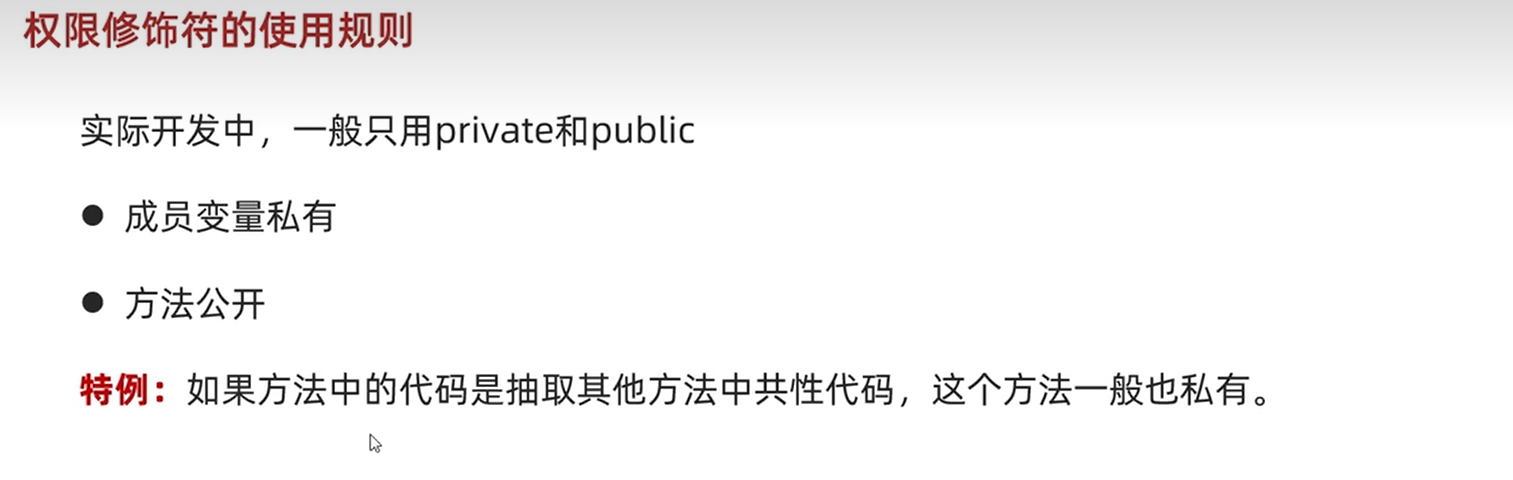 权限修饰符的使用规则
实际开发中，一般只用private和public
● 成员变量私有
● 方法公开
特例：如果方法中的代码是抽取其他方法中共性代码，这个方法一般也私有。